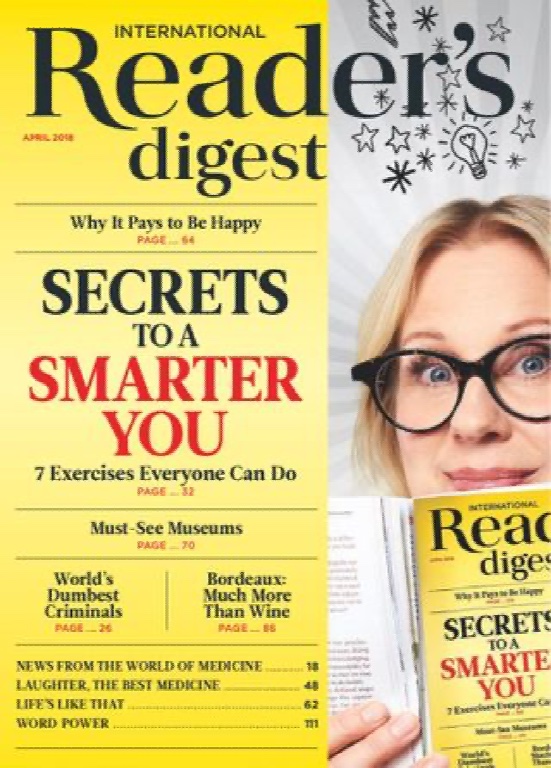 INTERNATIONAL
Reader's
digest
APRIL 2018
Why It Pays to Be Happy
PAGE ... 64
SECRETS
TO A
SMARTER
YOU
7 Exercises Everyone Can Do
PAGE ... 32
Must-See Museums
PAGE ... 70
World's
Dumbest
Criminals
PAGE ... 26
Bordeaux:
Much More
Than Wine
PAGE ... 86
NEWS FROM THE WORLD OF MEDICINE .......... 18
LAUGHTER, THE BEST MEDICINE .......... 48
LIFE'S LIKE THAT .......... 62
WORD POWER .......... 111
INTERNATIONAL
Read
diges
Why It Pays to Be Happy
SECRETS
TO A
SMARTE
YOU
7 Exercises Everyone Ca
Must-See Museums
World's
Dumbest